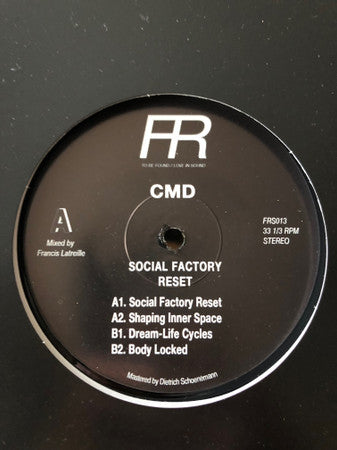 FR
TO BE FOUND / LOVE IN SOUND
CMD
A
Mixed by
Francis Latreille
FRS013
33 1/3 RPM
STEREO
SOCIAL FACTORY
RESET
A1. Social Factory Reset
A2. Shaping Inner Space
B1. Dream-Life Cycles
B2. Body Locked
Mastered by Dietrich Schoenemann